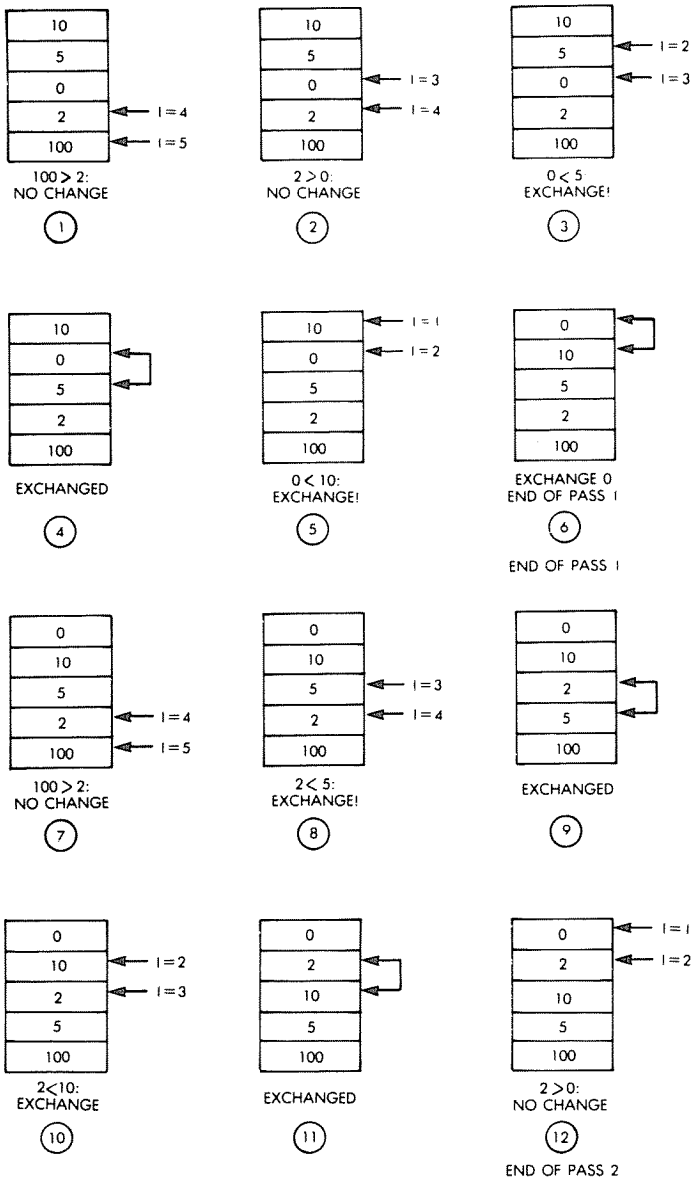 10
5
0
2 I=4
100 I=5
100 > 2:
NO CHANGE
1
10
5
0 I=3
2 I=4
100
2 > 0:
NO CHANGE
2
10
5 I=2
0 I=3
2
100
0 < 5
EXCHANGE!
3
10
0
5
2
100
EXCHANGED
4
10 I=1
0 I=2
5
2
100
0 < 10:
EXCHANGE!
5
0
10
5
2
100
EXCHANGE 0
END OF PASS 1
6
END OF PASS 1
0
10
5
2 I=4
100 I=5
100 > 2:
NO CHANGE
7
0
10
5 I=3
2 I=4
100
2 < 5:
EXCHANGE!
8
0
10
2
5
100
EXCHANGED
9
0
10 I=2
2 I=3
5
100
2<10:
EXCHANGE
10
0
2
10
5
100
EXCHANGED
11
0 I=1
2 I=2
10
5
100
2 > 0:
NO CHANGE
12
END OF PASS 2